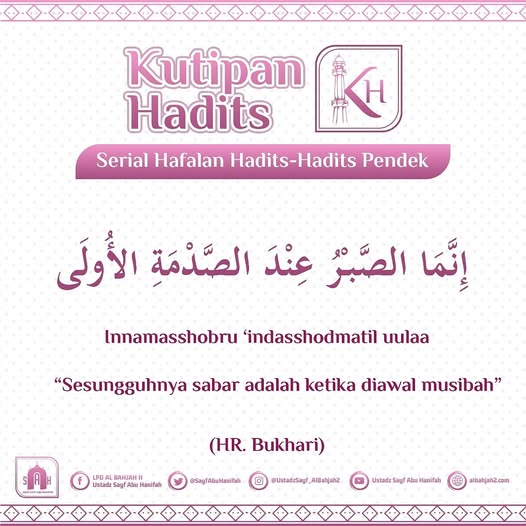 Kutipan
Hadits
KH
Serial Hafalan Hadits-Hadits Pendek
إِنَّمَا الصَّبْرُ عِنْدَ الصَّدْمَةِ الأُولَى
Innamasshobru ‘indasshodmatil uulaa
“Sesungguhnya sabar adalah ketika diawal musibah”
(HR. Bukhari)
SAH
LPD AL BAHJAH II
Ustadz Sayf Abu Hanifah
@SayfAbuHanifah
@UstadzSayf_AlBahjah2
Ustadz Sayf Abu Hanifah
albahjah2.com